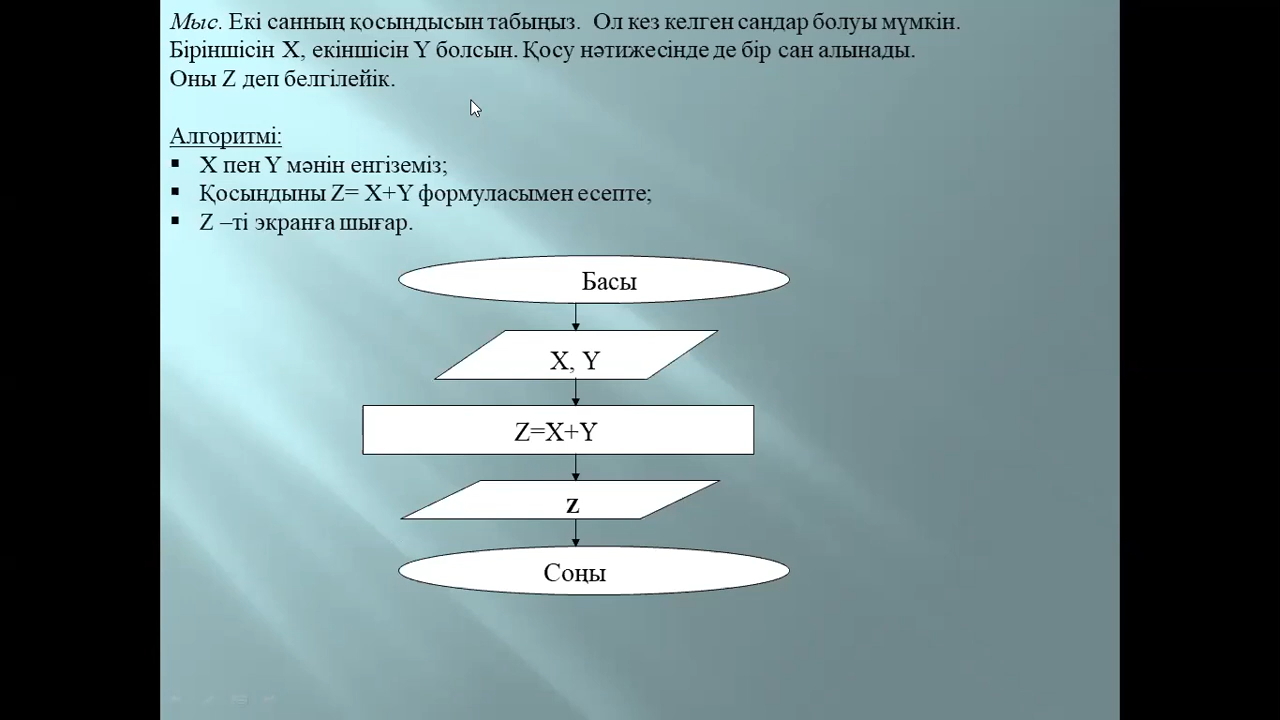 Мыс. Екі санның қосындысын табыңыз.  Ол кез келген сандар болуы мүмкін.
Біріншісін X, екіншісін Y болсын. Қосу нәтижесінде де бір сан алынады.
Оны Z деп белгілейік.
Алгоритмі:
▪ X пен Y мәнін енгіземіз;
▪ Қосындыны Z= X+Y формуласымен есепте;
▪ Z –ті экранға шығар.
Басы
X, Y
Z=X+Y
z
Соңы